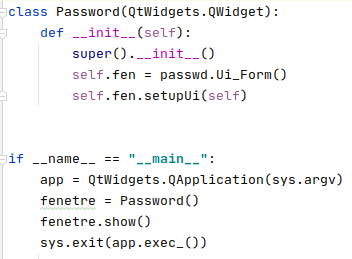 class Password(QtWidgets.QWidget):
    def __init__(self):
        super().__init__()
        self.fen = passwd.Ui_Form()
        self.fen.setupUi(self)
if __name__ == "__main__":
    app = QtWidgets.QApplication(sys.argv)
    fenetre = Password()
    fenetre.show()
    sys.exit(app.exec_())